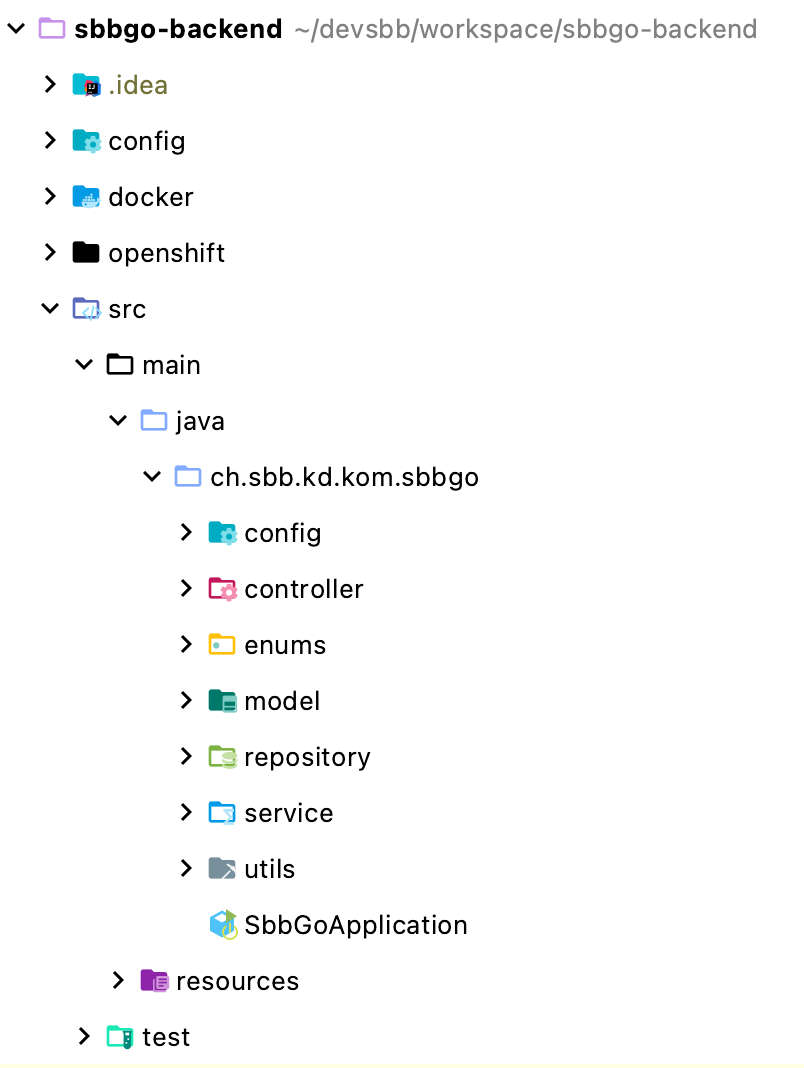 sbbgo-backend ~/devsbb/workspace/sbbgo-backend
.idea
config
docker
openshift
src
main
java
ch.sbb.kd.kom.sbbgo
config
controller
enums
model
repository
service
utils
SbbGoApplication
resources
test